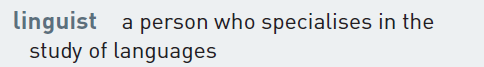 linguist a person who specialises in the
study of languages